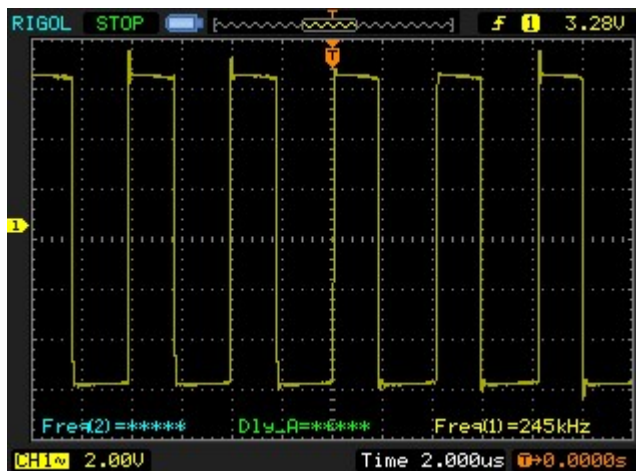 RIGOL STOP T 1 3.28V
T
1
Freq(2)=***** Dly_A=***** Freq(1)=245kHz
CH1~ 2.00V Time 2.000us T→0.0000s